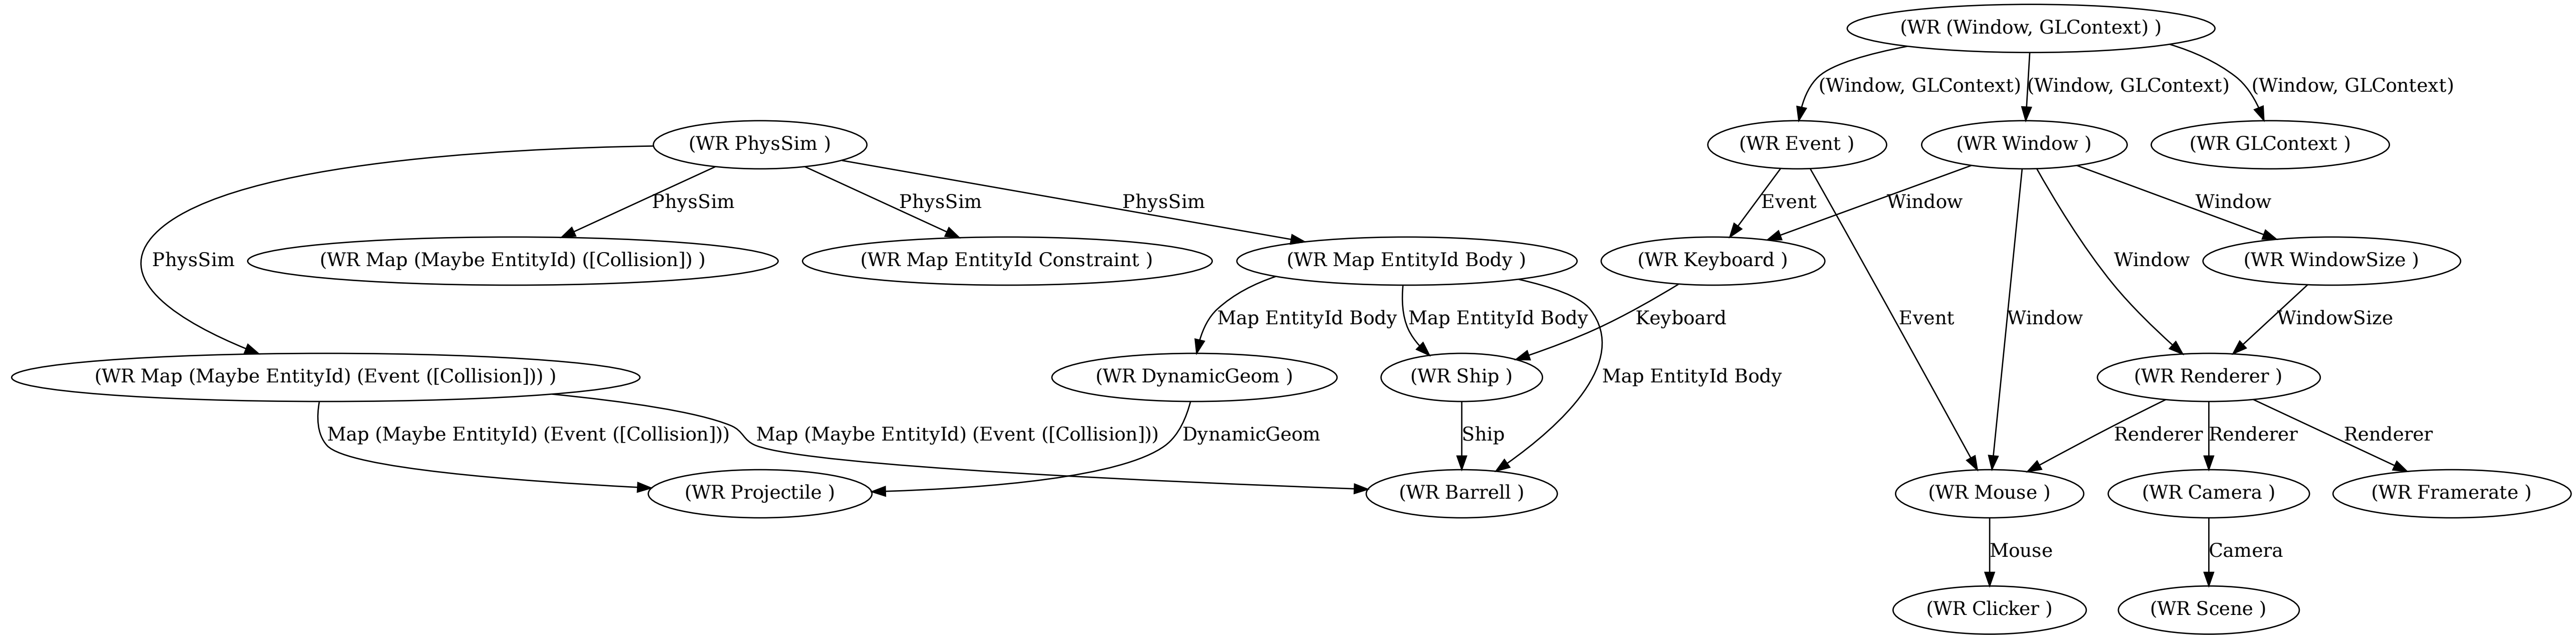 (WR (Window, GLContext) )
(Window, GLContext)
(Window, GLContext)
(Window, GLContext)
(WR PhysSim )
(WR Event )
(WR Window )
(WR GLContext )
PhysSim
PhysSim
PhysSim
Event
Window
Window
PhysSim
(WR Map (Maybe EntityId) ([Collision]) )
(WR Map EntityId Constraint )
(WR Map EntityId Body )
(WR Keyboard )
Window
(WR WindowSize )
Map EntityId Body
Map EntityId Body
Keyboard
Event
Window
WindowSize
(WR Map (Maybe EntityId) (Event ([Collision])) )
(WR DynamicGeom )
(WR Ship )
Map EntityId Body
(WR Renderer )
Map (Maybe EntityId) (Event ([Collision]))
Map (Maybe EntityId) (Event ([Collision]))
DynamicGeom
Ship
Renderer
Renderer
Renderer
(WR Projectile )
(WR Barrell )
(WR Mouse )
(WR Camera )
(WR Framerate )
Mouse
Camera
(WR Clicker )
(WR Scene )